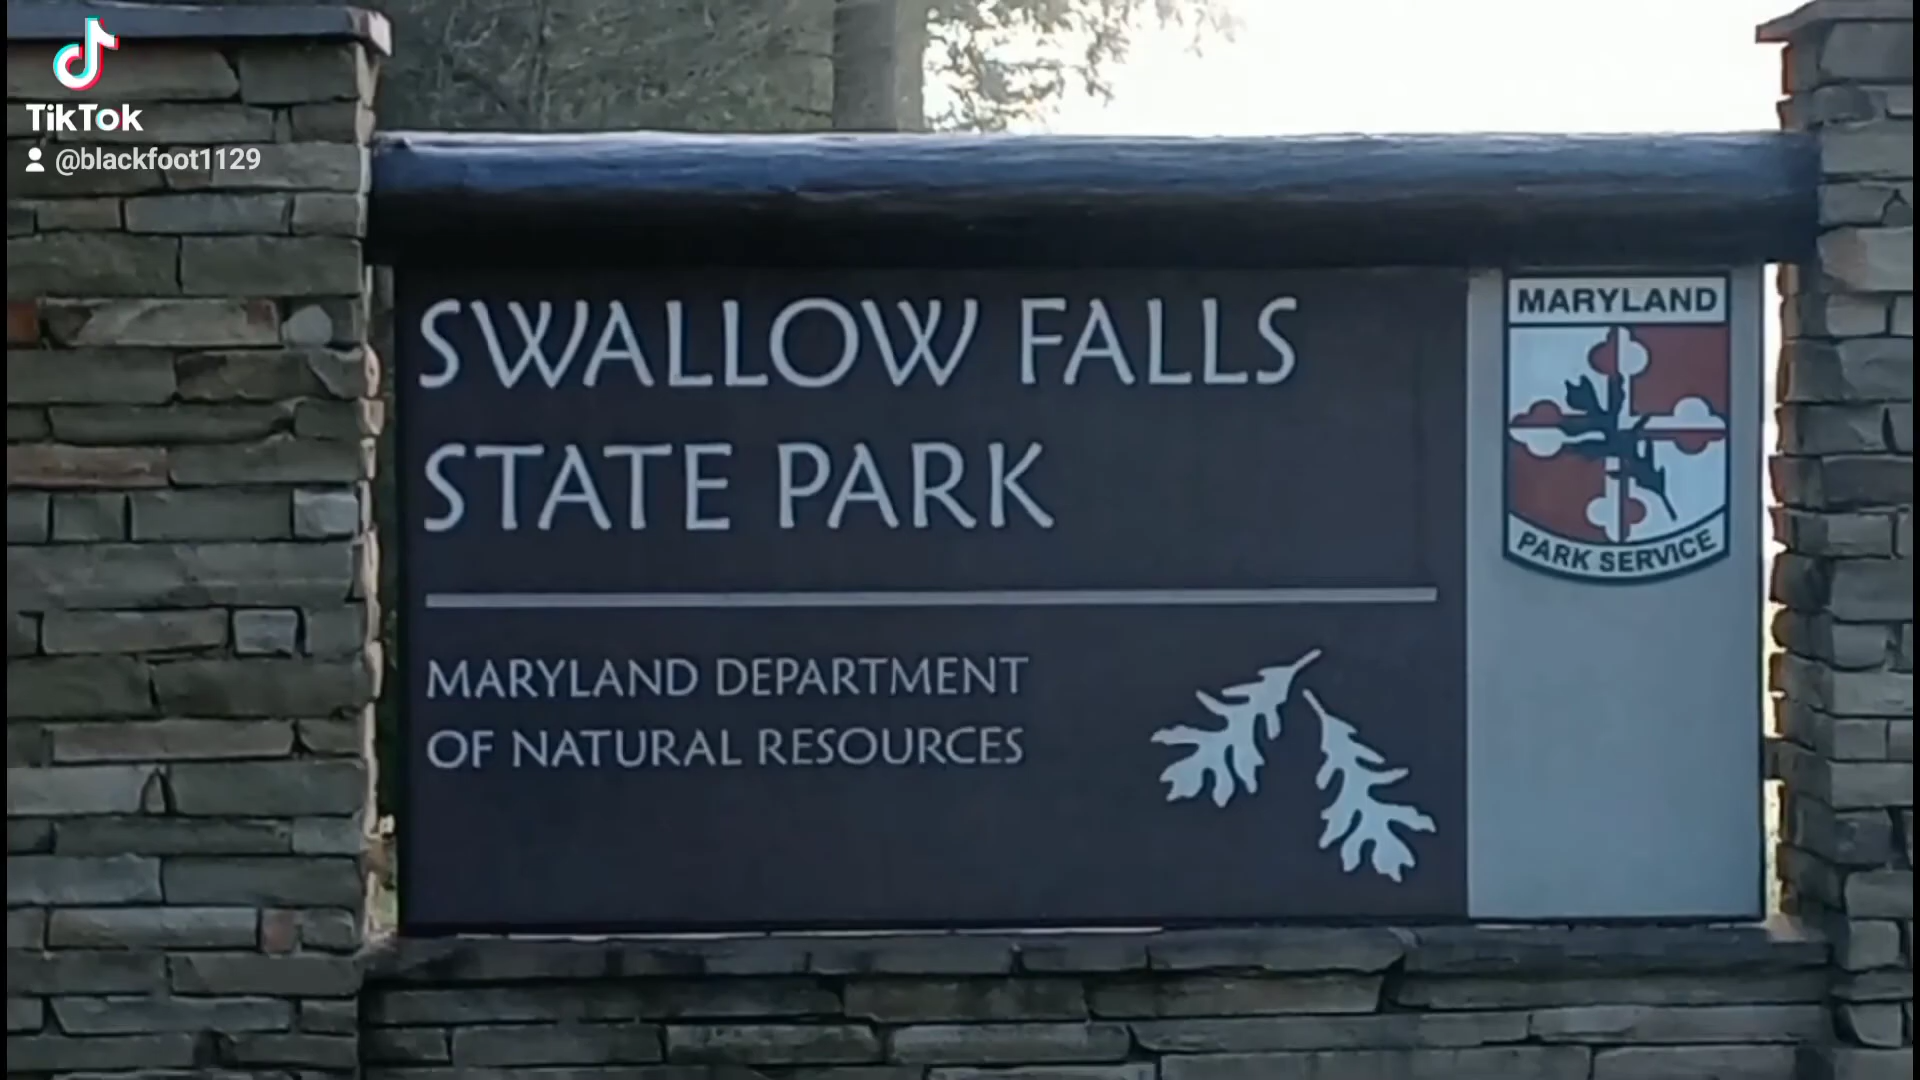 TikTok
@blackfoot1129
SWALLOW FALLS
STATE PARK
MARYLAND DEPARTMENT
OF NATURAL RESOURCES
MARYLAND
PARK SERVICE